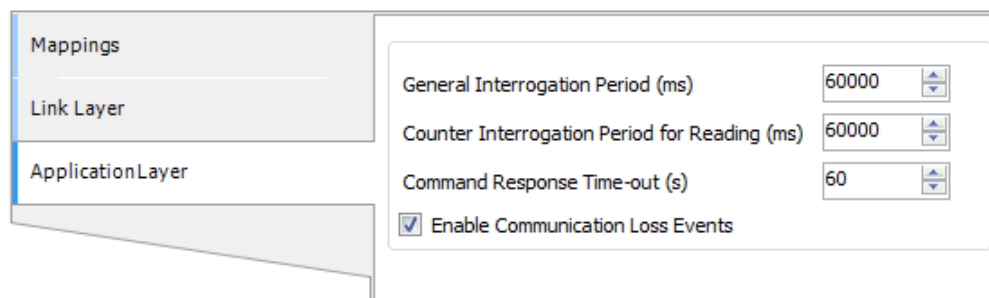 Mappings
Link Layer
ApplicationLayer
General Interrogation Period (ms) 60000
Counter Interrogation Period for Reading (ms) 60000
Command Response Time-out (s) 60
Enable Communication Loss Events